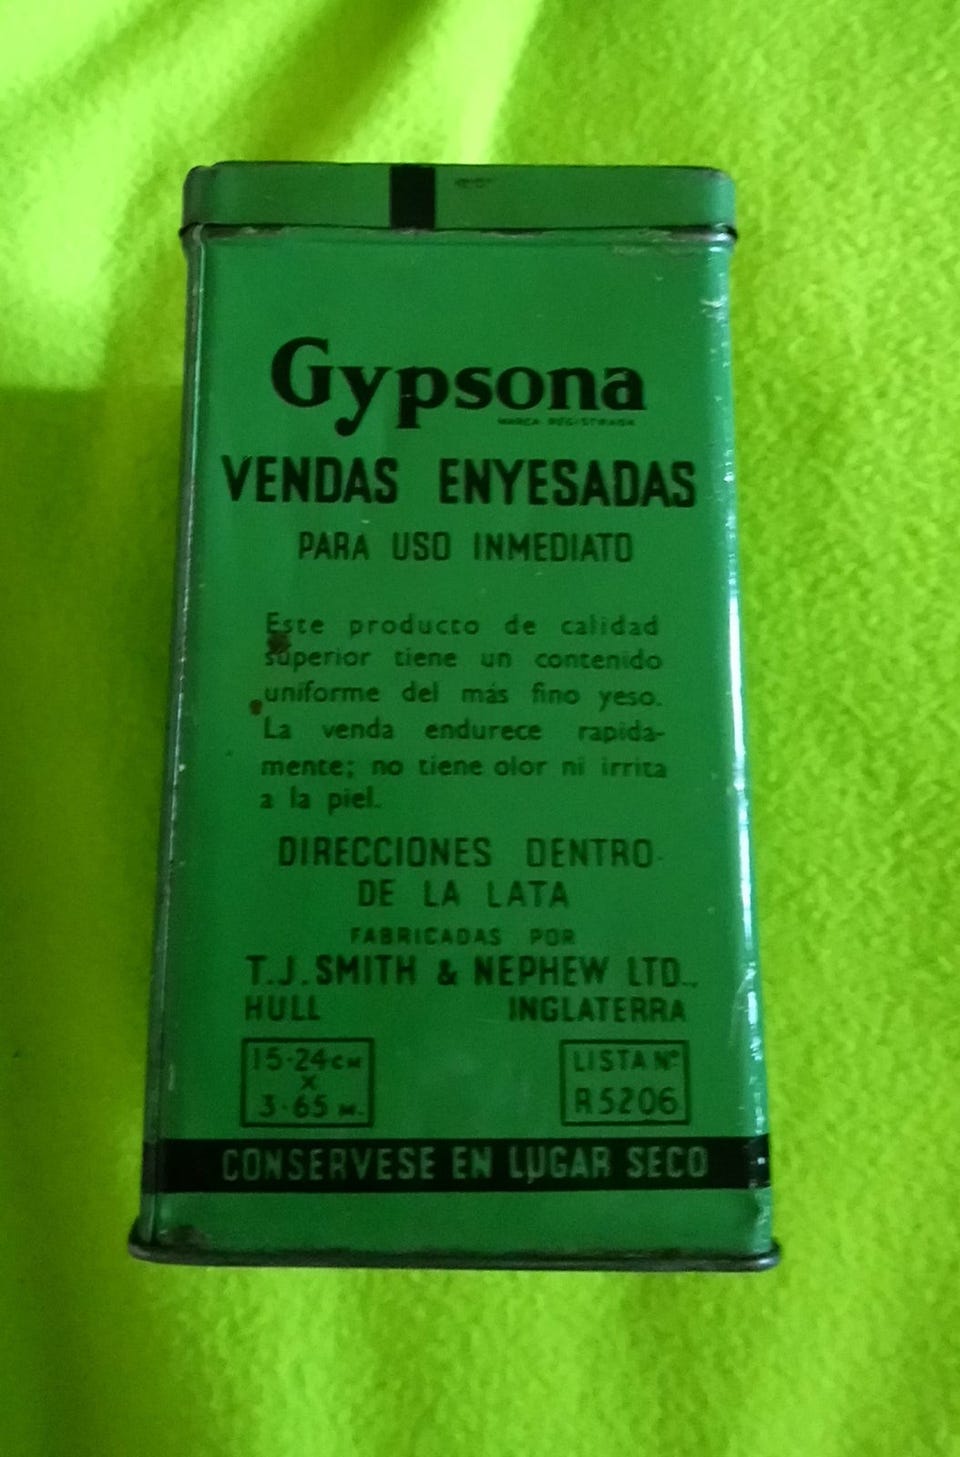 Gypsona
MARCA REGISTRADA
VENDAS ENYESADAS
PARA USO INMEDIATO
Este producto de calidad
superior tiene un contenido
uniforme del más fino yeso.
La venda endurece rapida-
mente; no tiene olor ni irrita
a la piel.
DIRECCIONES DENTRO
DE LA LATA
FABRICADAS POR
T.J. SMITH & NEPHEW LTD.,
HULL INGLATERRA
15·24 CM
X
3·65 M.
LISTA Nº
R5206
CONSERVESE EN LUGAR SECO